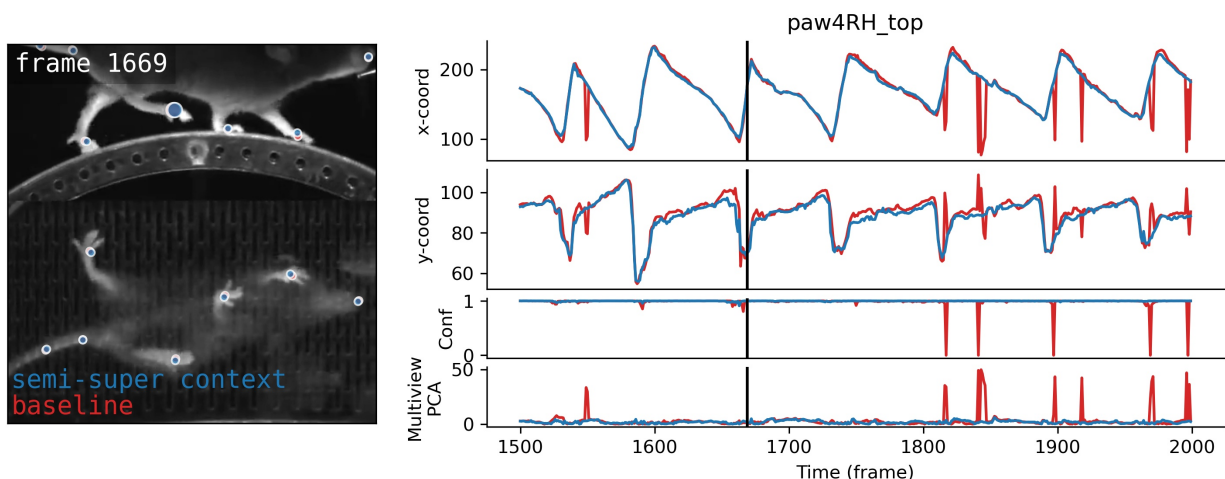 frame 1669
semi-super context
baseline
paw4RH_top
x-coord
200
100
y-coord
100
80
60
Conf
1
0
Multiview
PCA
50
0
1500 1600 1700 1800 1900 2000
Time (frame)